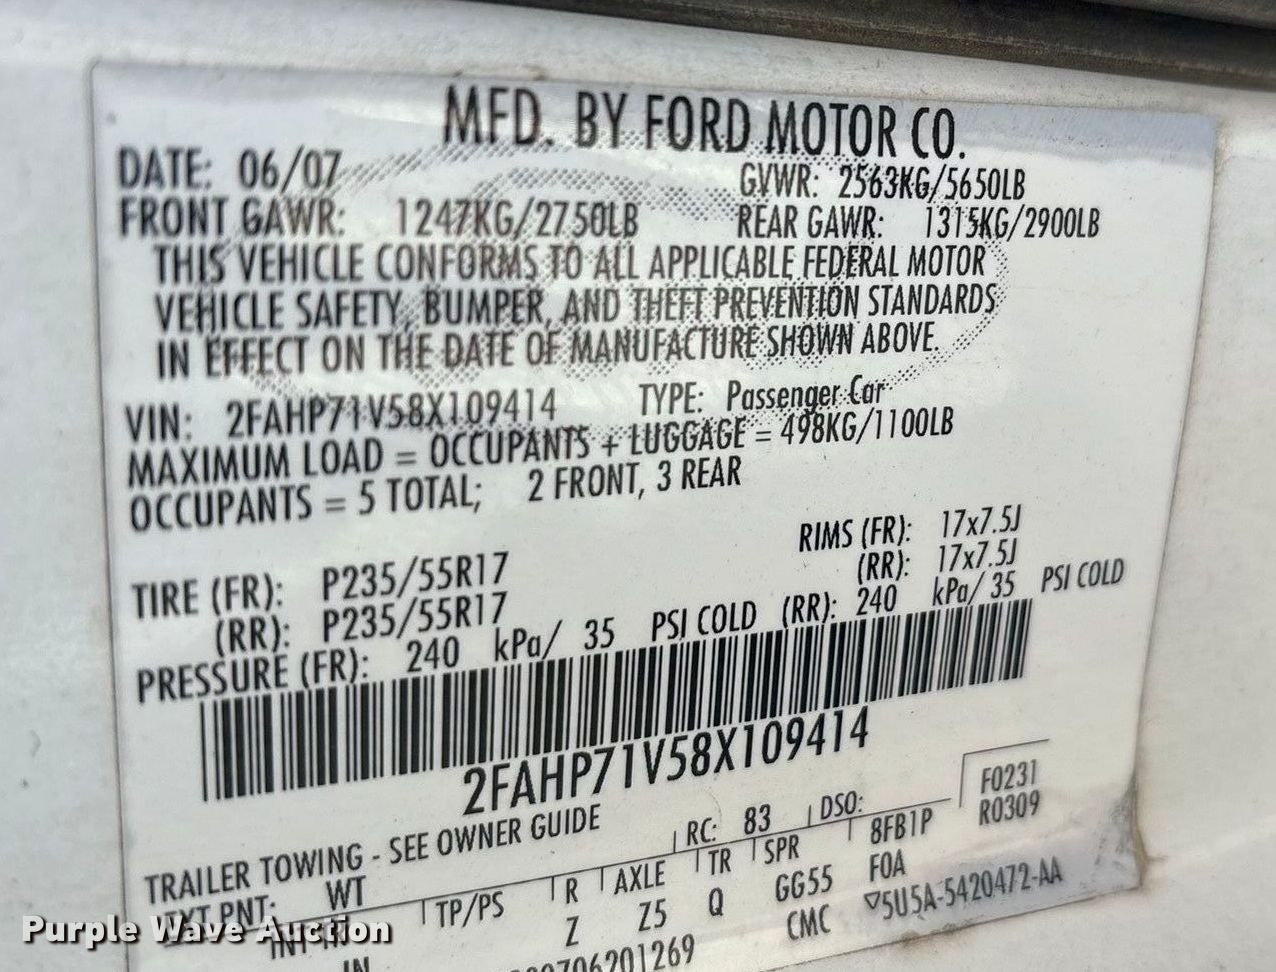 MFD. BY FORD MOTOR CO.
DATE: 06/07 GVWR: 2563KG/5650LB
FRONT GAWR: 1247KG/2750LB REAR GAWR: 1315KG/2900LB
THIS VEHICLE CONFORMS TO ALL APPLICABLE FEDERAL MOTOR
VEHICLE SAFETY, BUMPER, AND THEFT PREVENTION STANDARDS
IN EFFECT ON THE DATE OF MANUFACTURE SHOWN ABOVE.
VIN: 2FAHP71V58X109414 TYPE: Passenger Car
MAXIMUM LOAD = OCCUPANTS + LUGGAGE = 498KG/1100LB
OCCUPANTS = 5 TOTAL; 2 FRONT, 3 REAR
RIMS (FR): 17x7.5J
TIRE (FR): P235/55R17 (RR): 17x7.5J
(RR): P235/55R17
PRESSURE (FR): 240 kPa/ 35 PSI COLD (RR): 240 kPa/ 35 PSI COLD
2FAHP71V58X109414
TRAILER TOWING - SEE OWNER GUIDE RC: 83 DSO: F0231
R0309
EXT PNT: WT TP/PS R AXLE TR SPR 8FB1P
INT TR Z Z5 Q GG55 F0A
CMC 5U5A-5420472-AA
Purple Wave Auction